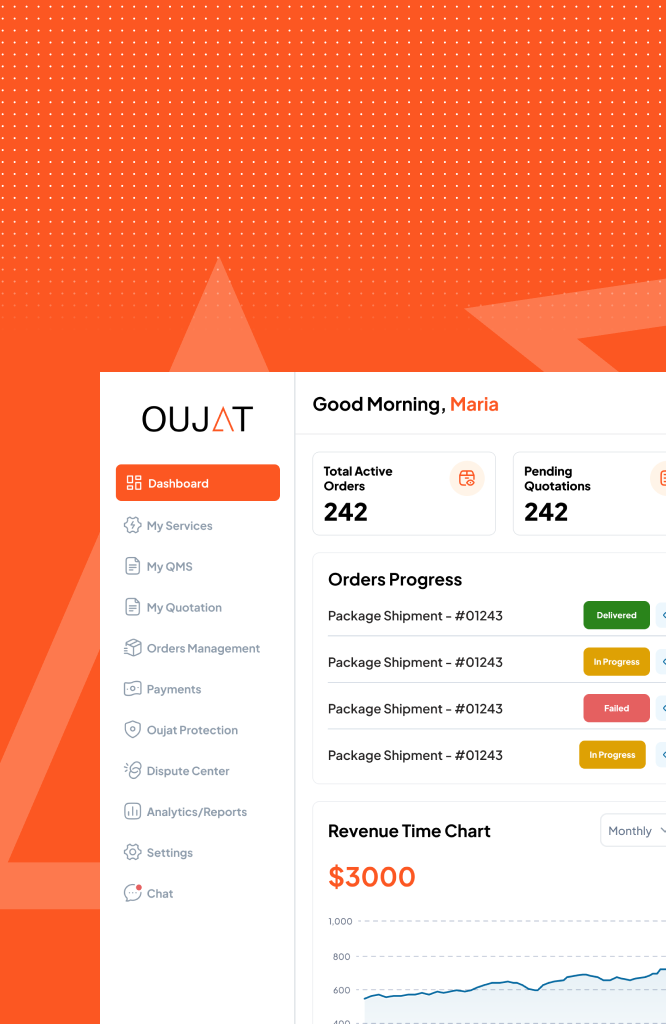 OUJAT
Good Morning, Maria
Dashboard
My Services
My QMS
My Quotation
Orders Management
Payments
Oujat Protection
Dispute Center
Analytics/Reports
Settings
Chat
Total Active
Orders
242
Pending
Quotations
242
Orders Progress
Package Shipment - #01243 Delivered
Package Shipment - #01243 In Progress
Package Shipment - #01243 Failed
Package Shipment - #01243 In Progress
Revenue Time Chart Monthly
$3000
1,000
800
600
400